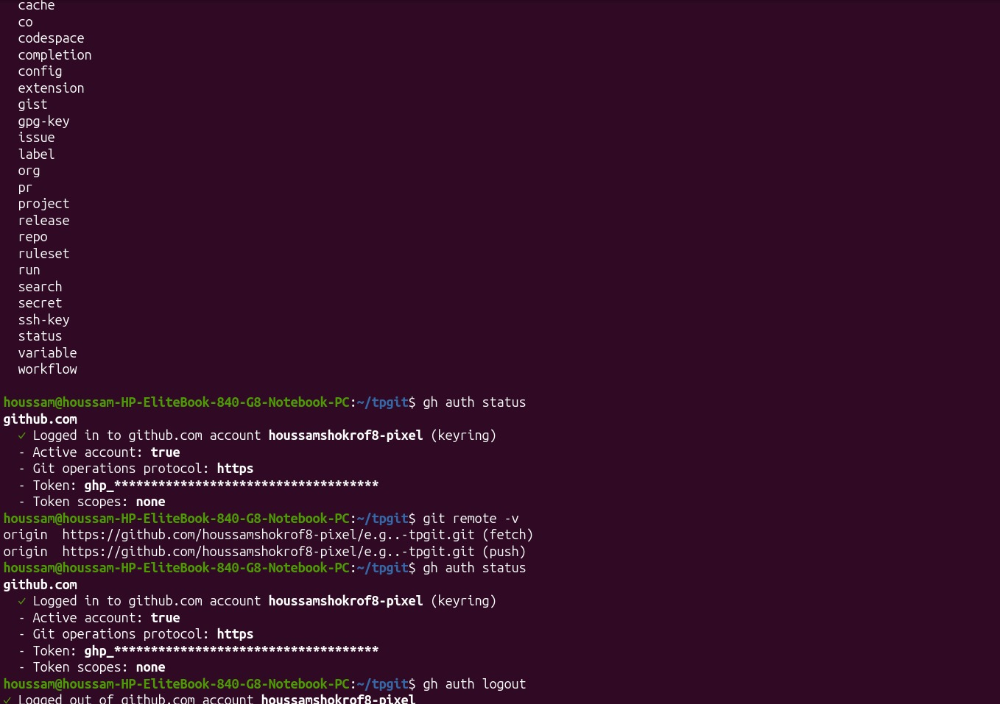 cache
co
codespace
completion
config
extension
gist
gpg-key
issue
label
org
pr
project
release
repo
ruleset
run
search
secret
ssh-key
status
variable
workflow
houssam@houssam-HP-EliteBook-840-G8-Notebook-PC:~/tpgit$ gh auth status
github.com
✓ Logged in to github.com account houssamshokrof8-pixel (keyring)
- Active account: true
- Git operations protocol: https
- Token: ghp_************************************
- Token scopes: none
houssam@houssam-HP-EliteBook-840-G8-Notebook-PC:~/tpgit$ git remote -v
origin  https://github.com/houssamshokrof8-pixel/e.g..-tpgit.git (fetch)
origin  https://github.com/houssamshokrof8-pixel/e.g..-tpgit.git (push)
houssam@houssam-HP-EliteBook-840-G8-Notebook-PC:~/tpgit$ gh auth status
github.com
✓ Logged in to github.com account houssamshokrof8-pixel (keyring)
- Active account: true
- Git operations protocol: https
- Token: ghp_************************************
- Token scopes: none
houssam@houssam-HP-EliteBook-840-G8-Notebook-PC:~/tpgit$ gh auth logout
✓ Logged out of github.com account houssamshokrof8-pixel